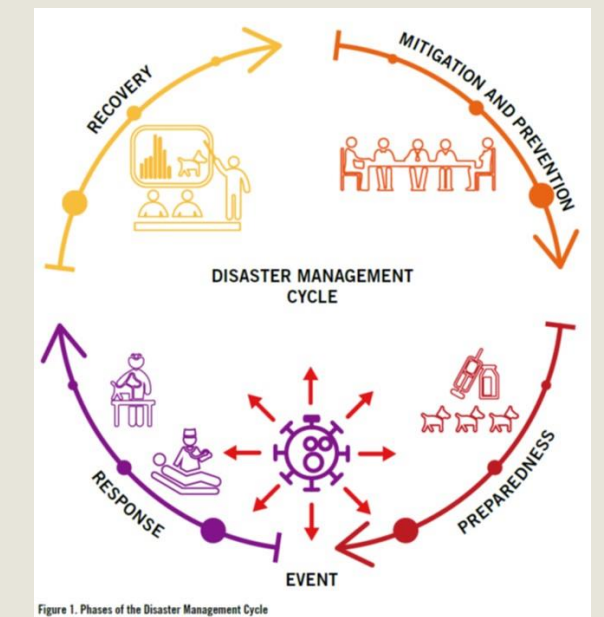 RECOVERY
MITIGATION AND PREVENTION
DISASTER MANAGEMENT
CYCLE
RESPONSE
PREPAREDNESS
EVENT
Figure 1. Phases of the Disaster Management Cycle